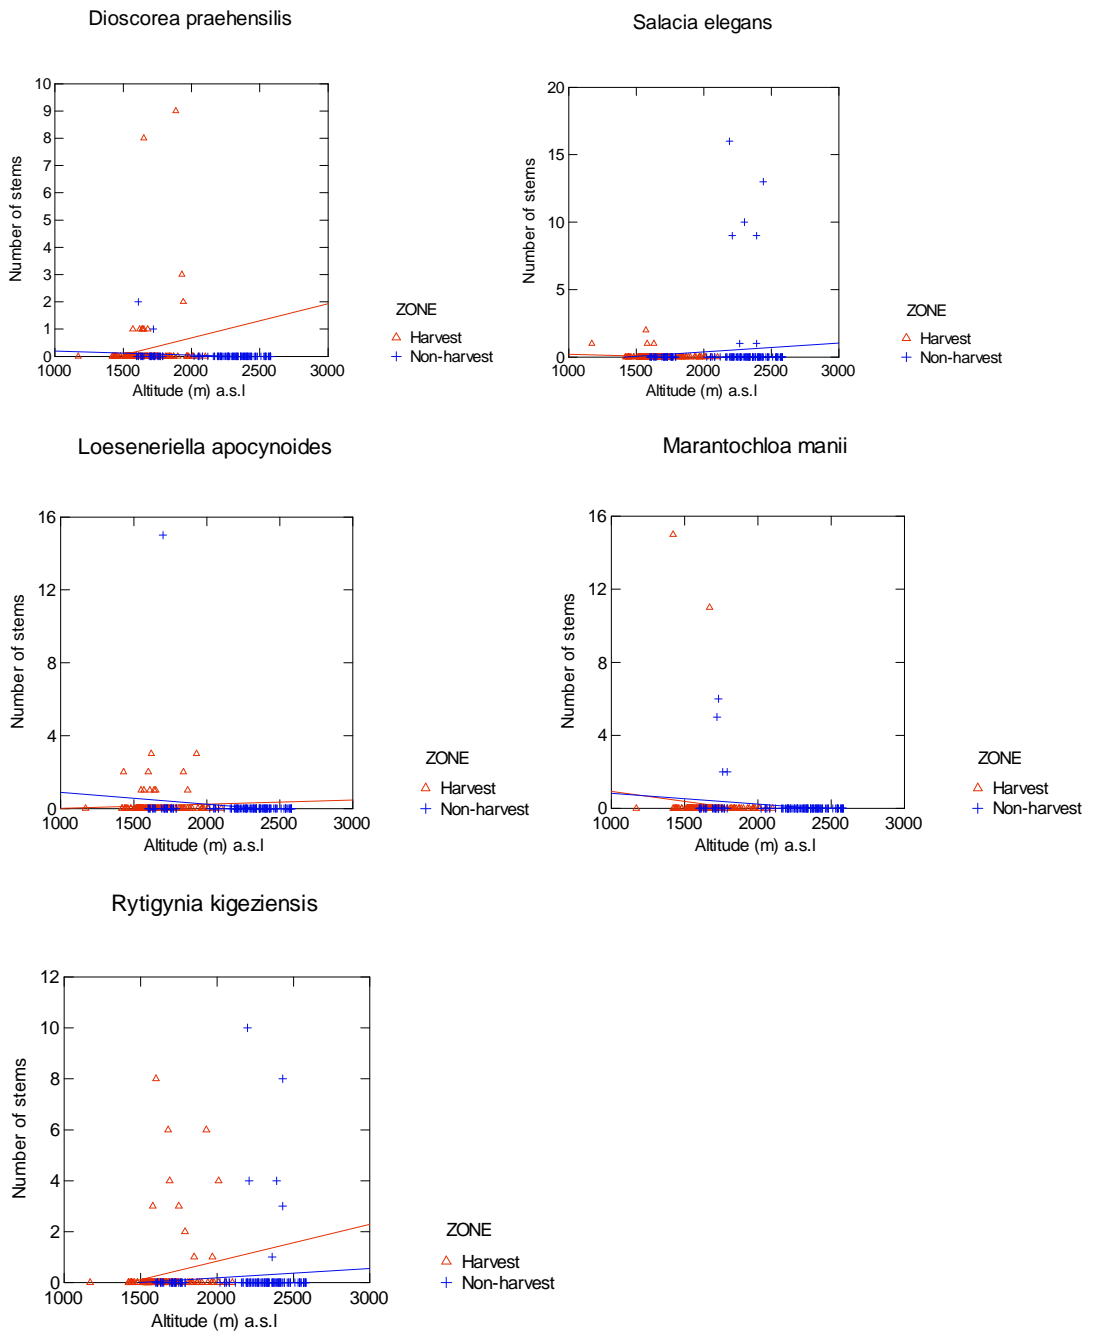 Dioscorea praehensilis
10
9
8
7
6
5
4
3
2
1
0
Number of stems
1000 1500 2000 2500 3000
Altitude (m) a.s.l
ZONE
Harvest
Non-harvest
Salacia elegans
20
15
10
5
0
Number of stems
1000 1500 2000 2500 3000
Altitude (m) a.s.l
ZONE
Harvest
Non-harvest
Loeseneriella apocynoides
16
12
8
4
0
Number of stems
1000 1500 2000 2500 3000
Altitude (m) a.s.l
ZONE
Harvest
Non-harvest
Marantochloa manii
16
12
8
4
0
Number of stems
1000 1500 2000 2500 3000
Altitude (m) a.s.l
ZONE
Harvest
Non-harvest
Rytigynia kigeziensis
12
10
8
6
4
2
0
Number of stems
1000 1500 2000 2500 3000
Altitude (m) a.s.l
ZONE
Harvest
Non-harvest